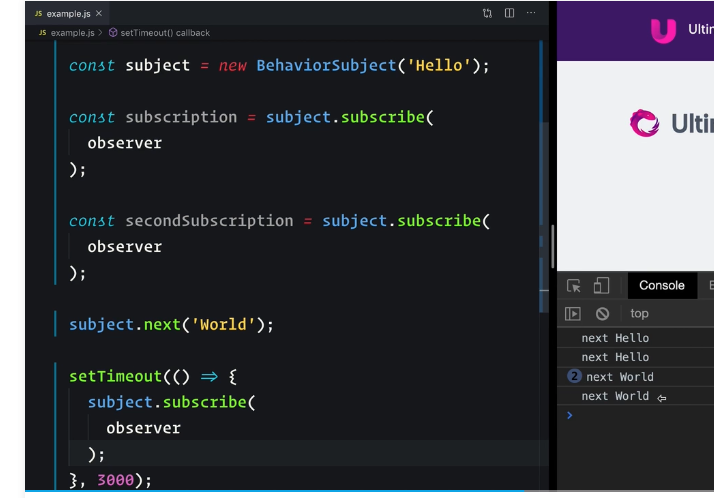 JS example.js ×
JS example.js > setTimeout() callback
const subject = new BehaviorSubject('Hello');
const subscription = subject.subscribe(
observer
);
const secondSubscription = subject.subscribe(
observer
);
subject.next('World');
setTimeout(() ⇒ {
subject.subscribe(
observer
);
}, 3000);
Console
top
next Hello
next Hello
2 next World
next World